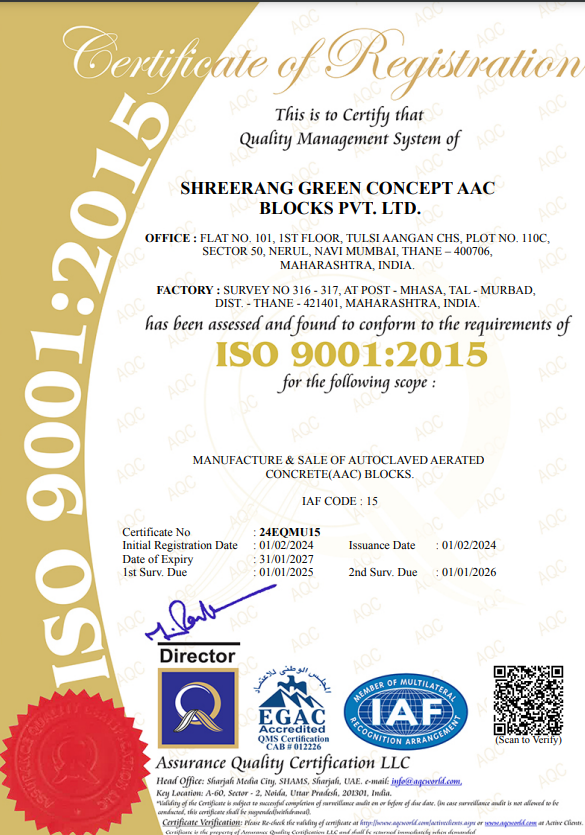 Certificate of Registration
This is to Certify that
Quality Management System of
SHREERANG GREEN CONCEPT AAC
BLOCKS PVT. LTD.
OFFICE : FLAT NO. 101, 1ST FLOOR, TULSI AANGAN CHS, PLOT NO. 110C,
SECTOR 50, NERUL, NAVI MUMBAI, THANE – 400706,
MAHARASHTRA, INDIA.
FACTORY : SURVEY NO 316 - 317, AT POST - MHASA, TAL - MURBAD,
DIST. - THANE - 421401, MAHARASHTRA, INDIA.
has been assessed and found to conform to the requirements of
ISO 9001:2015
for the following scope :
MANUFACTURE & SALE OF AUTOCLAVED AERATED
CONCRETE(AAC) BLOCKS.
IAF CODE : 15
Certificate No : 24EQMU15
Initial Registration Date : 01/02/2024 Issuance Date : 01/02/2024
Date of Expiry : 31/01/2027
1st Surv. Due : 01/01/2025 2nd Surv. Due : 01/01/2026
Director
ISO 9001:2015
EGAC
Accredited
QMS Certification
CAB # 012226
MEMBER OF MULTILATERAL
IAF
RECOGNITION ARRANGEMENT
(Scan to Verify)
Assurance Quality Certification LLC
Head Office: Sharjah Media City, SHAMS, Sharjah, UAE. e-mail: info@aqcworld.com,
Key Location: A-60, Sector - 2, Noida, Uttar Pradesh, 201301, India.
*Validity of the Certificate is subject to successful completion of surveillance audit on or before of due date. (in case surveillance audit is not allowed to be
conducted, this certificate shall be suspended/withdrawal).
Certificate Verification: Please Re-check the validity of certificate at http://www.aqcworld.com/activeclients.aspx or www.aqcworld.com at Active Clients
Certificate is the property of Assurance Quality Certification LLC and shall be returned immediately when demanded